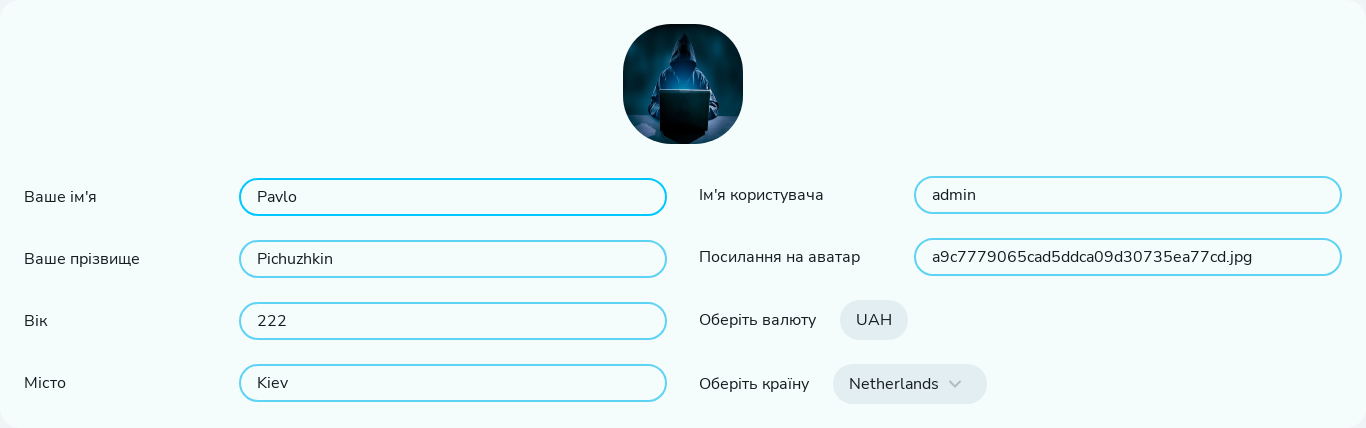 Ваше ім'я
Pavlo
Ваше прізвище
Pichuzhkin
Вік
222
Місто
Kiev
Ім'я користувача
admin
Посилання на аватар
a9c7779065cad5ddca09d30735ea77cd.jpg
Оберіть валюту
UAH
Оберіть країну
Netherlands